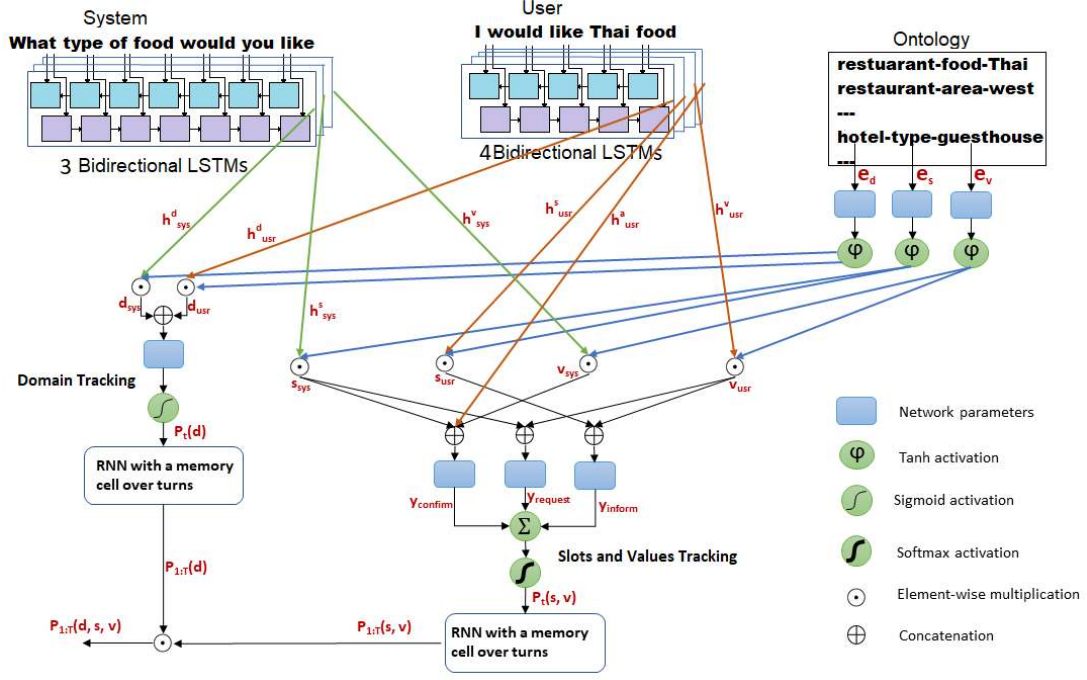 System
What type of food would you like
3 Bidirectional LSTMs
User
I would like Thai food
4Bidirectional LSTMs
Ontology
restuarant-food-Thai
restaurant-area-west
---
hotel-type-guesthouse
---
e_d e_s e_v
φ φ φ
h^d_sys
h^d_usr
h^s_sys
h^v_sys
h^s_usr
h^a_usr
h^v_usr
d_sys d_usr
s_sys
s_usr
v_sys
v_usr
Domain Tracking
P_t(d)
RNN with a memory
cell over turns
P_1:T(d)
y_confirm
y_request
y_inform
Σ
Slots and Values Tracking
P_t(s, v)
RNN with a memory
cell over turns
P_1:T(s, v)
P_1:T(d, s, v)
Network parameters
φ
Tanh activation
Sigmoid activation
Softmax activation
Element-wise multiplication
Concatenation